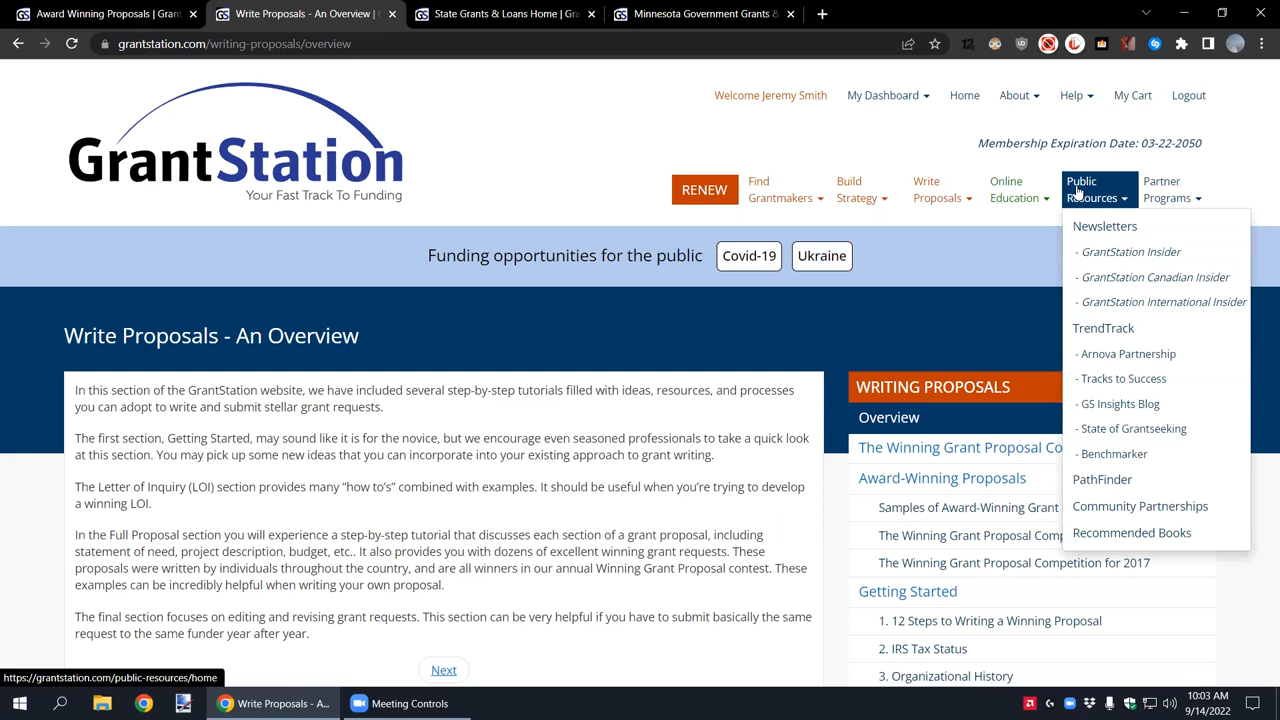 Award Winning Proposals | Grant
Write Proposals - An Overview |
State Grants & Loans Home | Gra
Minnesota Government Grants &
grantstation.com/writing-proposals/overview
Welcome Jeremy Smith
My Dashboard
Home
About
Help
My Cart
Logout
GrantStation
Your Fast Track To Funding
Membership Expiration Date: 03-22-2050
RENEW
Find Grantmakers
Build Strategy
Write Proposals
Online Education
Public Resources
Partner Programs
Funding opportunities for the public
Covid-19
Ukraine
Newsletters
- GrantStation Insider
- GrantStation Canadian Insider
- GrantStation International Insider
TrendTrack
- Arnova Partnership
- Tracks to Success
- GS Insights Blog
- State of Grantseeking
- Benchmarker
PathFinder
Community Partnerships
Recommended Books
Write Proposals - An Overview
In this section of the GrantStation website, we have included several step-by-step tutorials filled with ideas, resources, and processes
you can adopt to write and submit stellar grant requests.
The first section, Getting Started, may sound like it is for the novice, but we encourage even seasoned professionals to take a quick look
at this section. You may pick up some new ideas that you can incorporate into your existing approach to grant writing.
The Letter of Inquiry (LOI) section provides many “how to’s” combined with examples. It should be useful when you’re trying to develop
a winning LOI.
In the Full Proposal section you will experience a step-by-step tutorial that discusses each section of a grant proposal, including
statement of need, project description, budget, etc.. It also provides you with dozens of excellent winning grant requests. These
proposals were written by individuals throughout the country, and are all winners in our annual Winning Grant Proposal contest. These
examples can be incredibly helpful when writing your own proposal.
The final section focuses on editing and revising grant requests. This section can be very helpful if you have to submit basically the same
request to the same funder year after year.
Next
WRITING PROPOSALS
Overview
The Winning Grant Proposal Co
Award-Winning Proposals
Samples of Award-Winning Grant
The Winning Grant Proposal Comp
The Winning Grant Proposal Competition for 2017
Getting Started
1. 12 Steps to Writing a Winning Proposal
2. IRS Tax Status
3. Organizational History
https://grantstation.com/public-resources/home
Write Proposals - A...
Meeting Controls
10:03 AM
9/14/2022